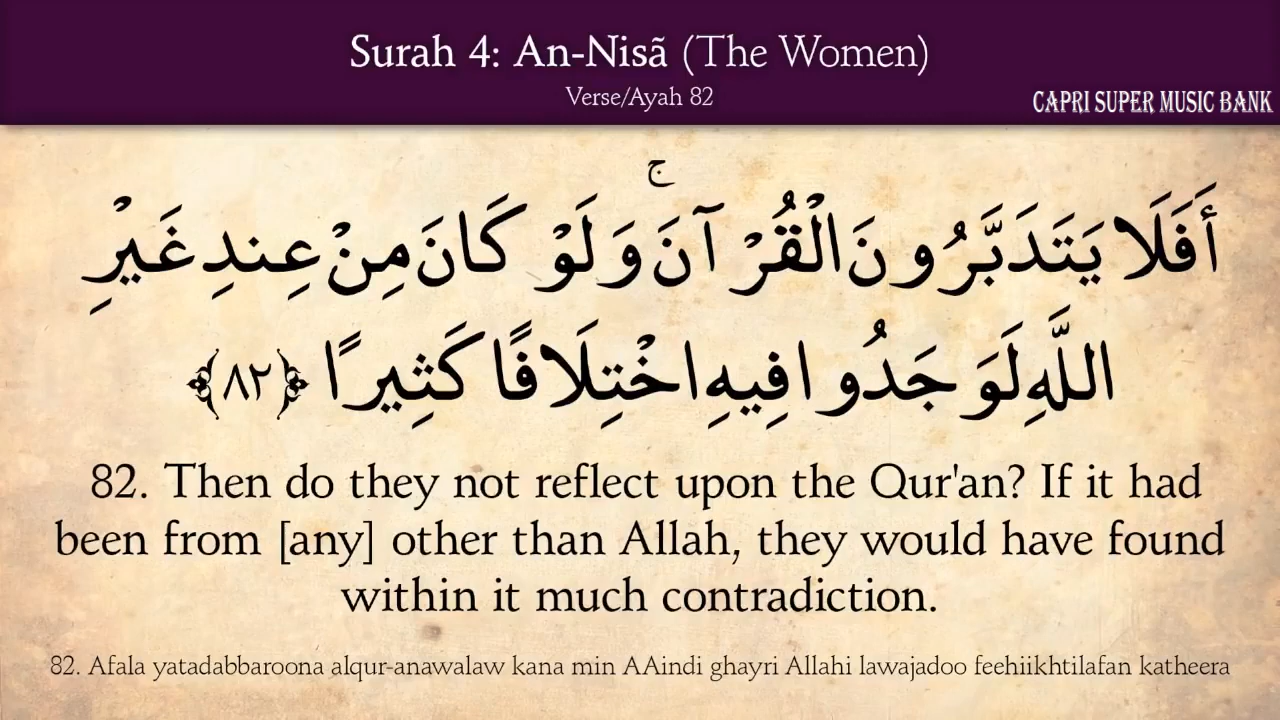 Surah 4: An-Nisã (The Women)
Verse/Ayah 82
CAPRI SUPER MUSIC BANK
أَفَلَا يَتَدَبَّرُونَ الْقُرْآنَ ۚ وَلَوْ كَانَ مِنْ عِندِ غَيْرِ
اللَّهِ لَوَجَدُوا فِيهِ اخْتِلَافًا كَثِيرًا ﴿٨٢﴾
82. Then do they not reflect upon the Qur'an? If it had
been from [any] other than Allah, they would have found
within it much contradiction.
82. Afala yatadabbaroona alqur-anawalaw kana min AAindi ghayri Allahi lawajadoo feehiikhtilafan katheera